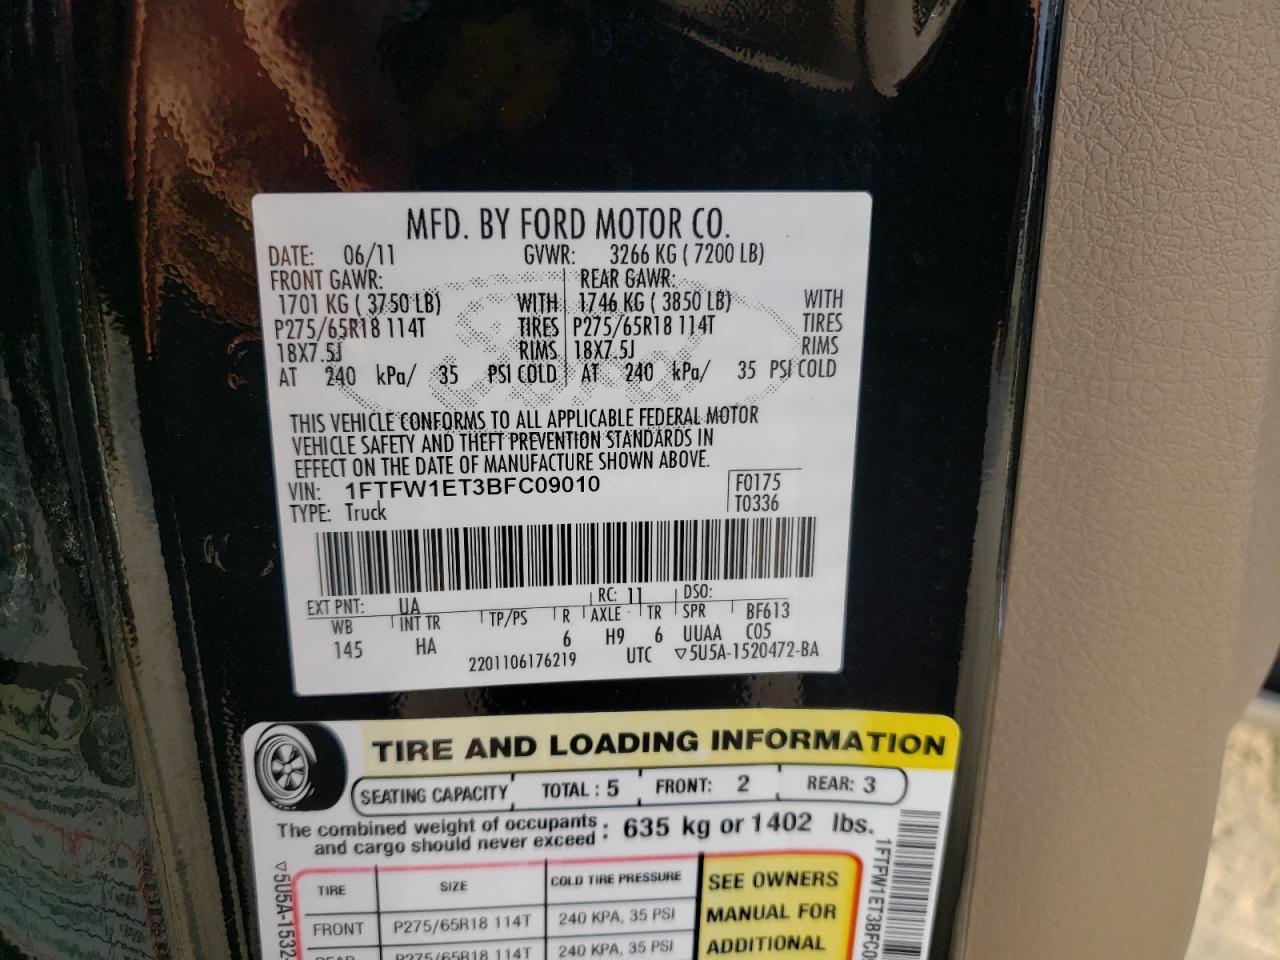 MFD. BY FORD MOTOR CO.
DATE: 06/11 GVWR: 3266 KG ( 7200 LB)
FRONT GAWR: REAR GAWR:
1701 KG ( 3750 LB) WITH 1746 KG ( 3850 LB) WITH
P275/65R18 114T TIRES P275/65R18 114T TIRES
18X7.5J RIMS 18X7.5J RIMS
AT 240 kPa/ 35 PSI COLD AT 240 kPa/ 35 PSI COLD
THIS VEHICLE CONFORMS TO ALL APPLICABLE FEDERAL MOTOR
VEHICLE SAFETY AND THEFT PREVENTION STANDARDS IN
EFFECT ON THE DATE OF MANUFACTURE SHOWN ABOVE.
VIN: 1FTFW1ET3BFC09010 F0175
TYPE: Truck T0336
EXT PNT: UA RC: 11 DSO:
WB INT TR TP/PS R AXLE TR SPR BF613
145 HA 6 H9 6 UUAA C05
2201106176219 UTC ▽5U5A-1520472-BA
TIRE AND LOADING INFORMATION
SEATING CAPACITY TOTAL : 5 FRONT: 2 REAR: 3
The combined weight of occupants : 635 kg or 1402 lbs.
and cargo should never exceed
TIRE SIZE COLD TIRE PRESSURE SEE OWNERS
FRONT P275/65R18 114T 240 KPA, 35 PSI MANUAL FOR
REAR P275/65R18 114T 240 KPA, 35 PSI ADDITIONAL
▽5U5A-1532
1FTFW1ET3BFC0